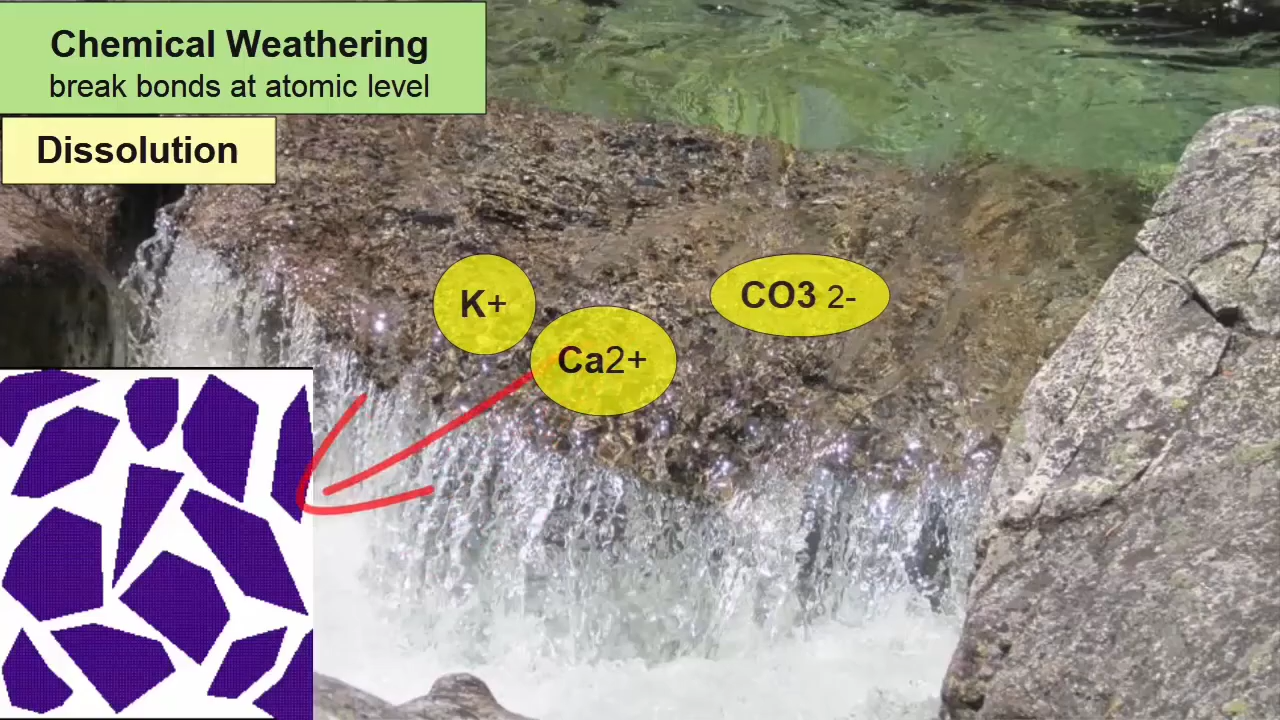 Chemical Weathering
break bonds at atomic level
Dissolution
K+
CO3 2-
Ca2+